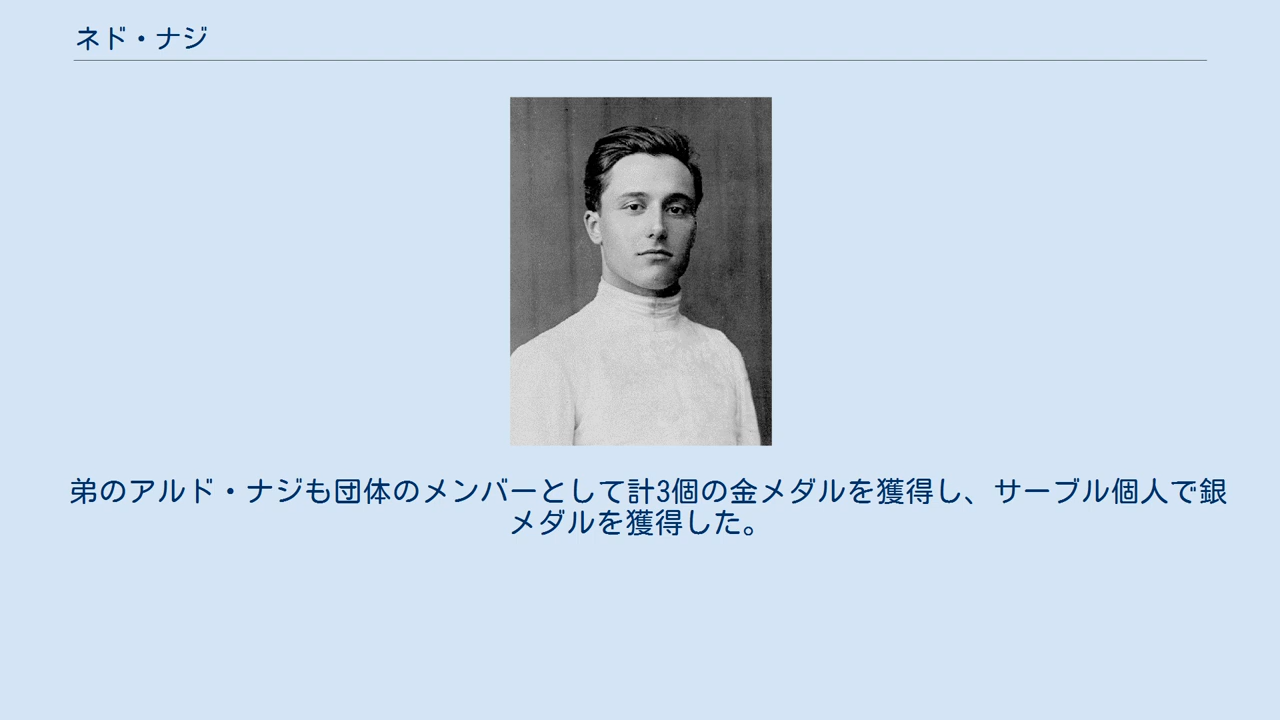 ネド・ナジ
弟のアルド・ナジも団体のメンバーとして計3個の金メダルを獲得し、サーブル個人で銀
メダルを獲得した。